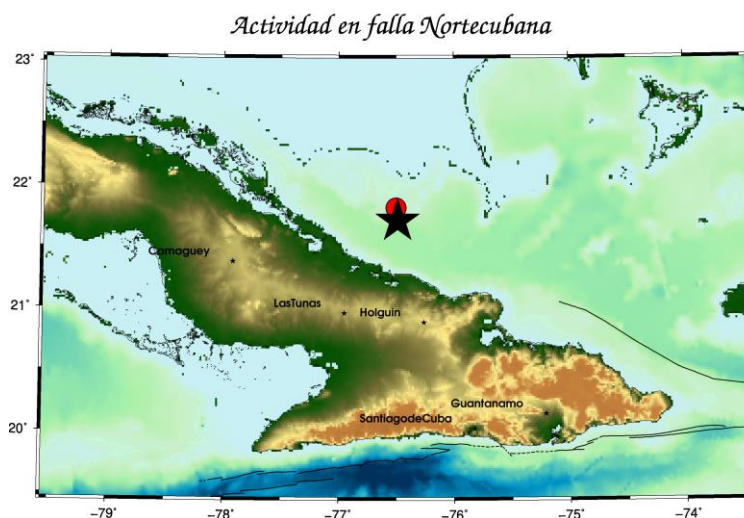 Actividad en falla Nortecubana
23°
22°
Camaguey
21°
LasTunas
Holguin
Guantanamo
SantiagodeCuba
20°
-79°
-78°
-77°
-76°
-75°
-74°